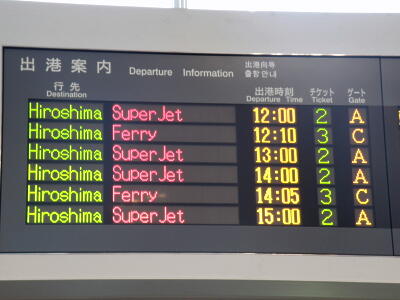 出港案内 Departure Information 出港向导 출항안내
行先 出港時刻 チケット ゲート
Destination Departure Time Ticket Gate
Hiroshima SuperJet 12:00 2 A
Hiroshima Ferry 12:10 3 C
Hiroshima SuperJet 13:00 2 A
Hiroshima SuperJet 14:00 2 A
Hiroshima Ferry 14:05 3 C
Hiroshima SuperJet 15:00 2 A